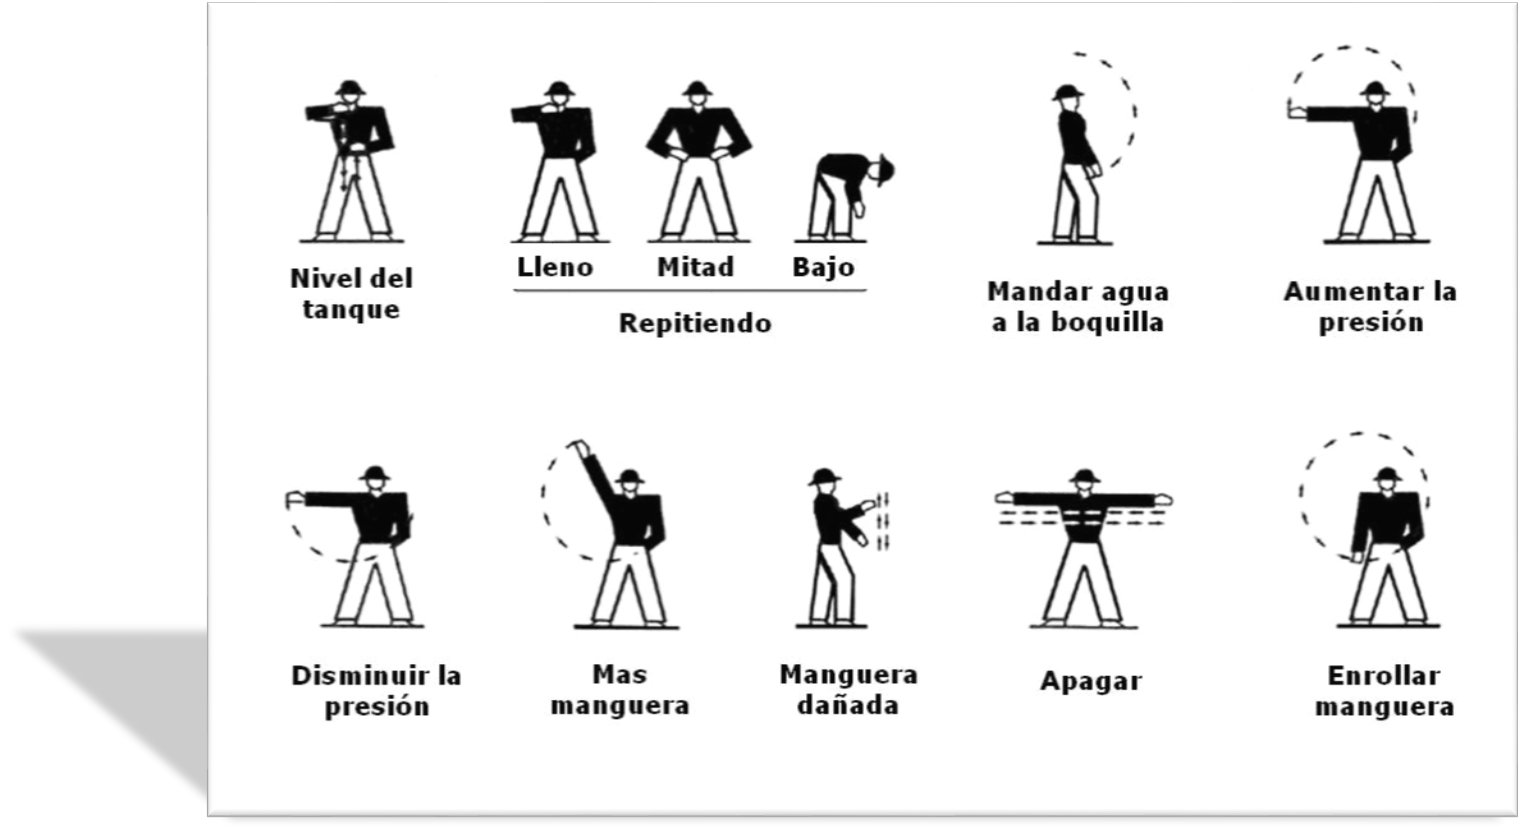 Nivel del
tanque
Lleno
Mitad
Bajo
Repitiendo
Mandar agua
a la boquilla
Aumentar la
presión
Disminuir la
presión
Mas
manguera
Manguera
dañada
Apagar
Enrollar
manguera